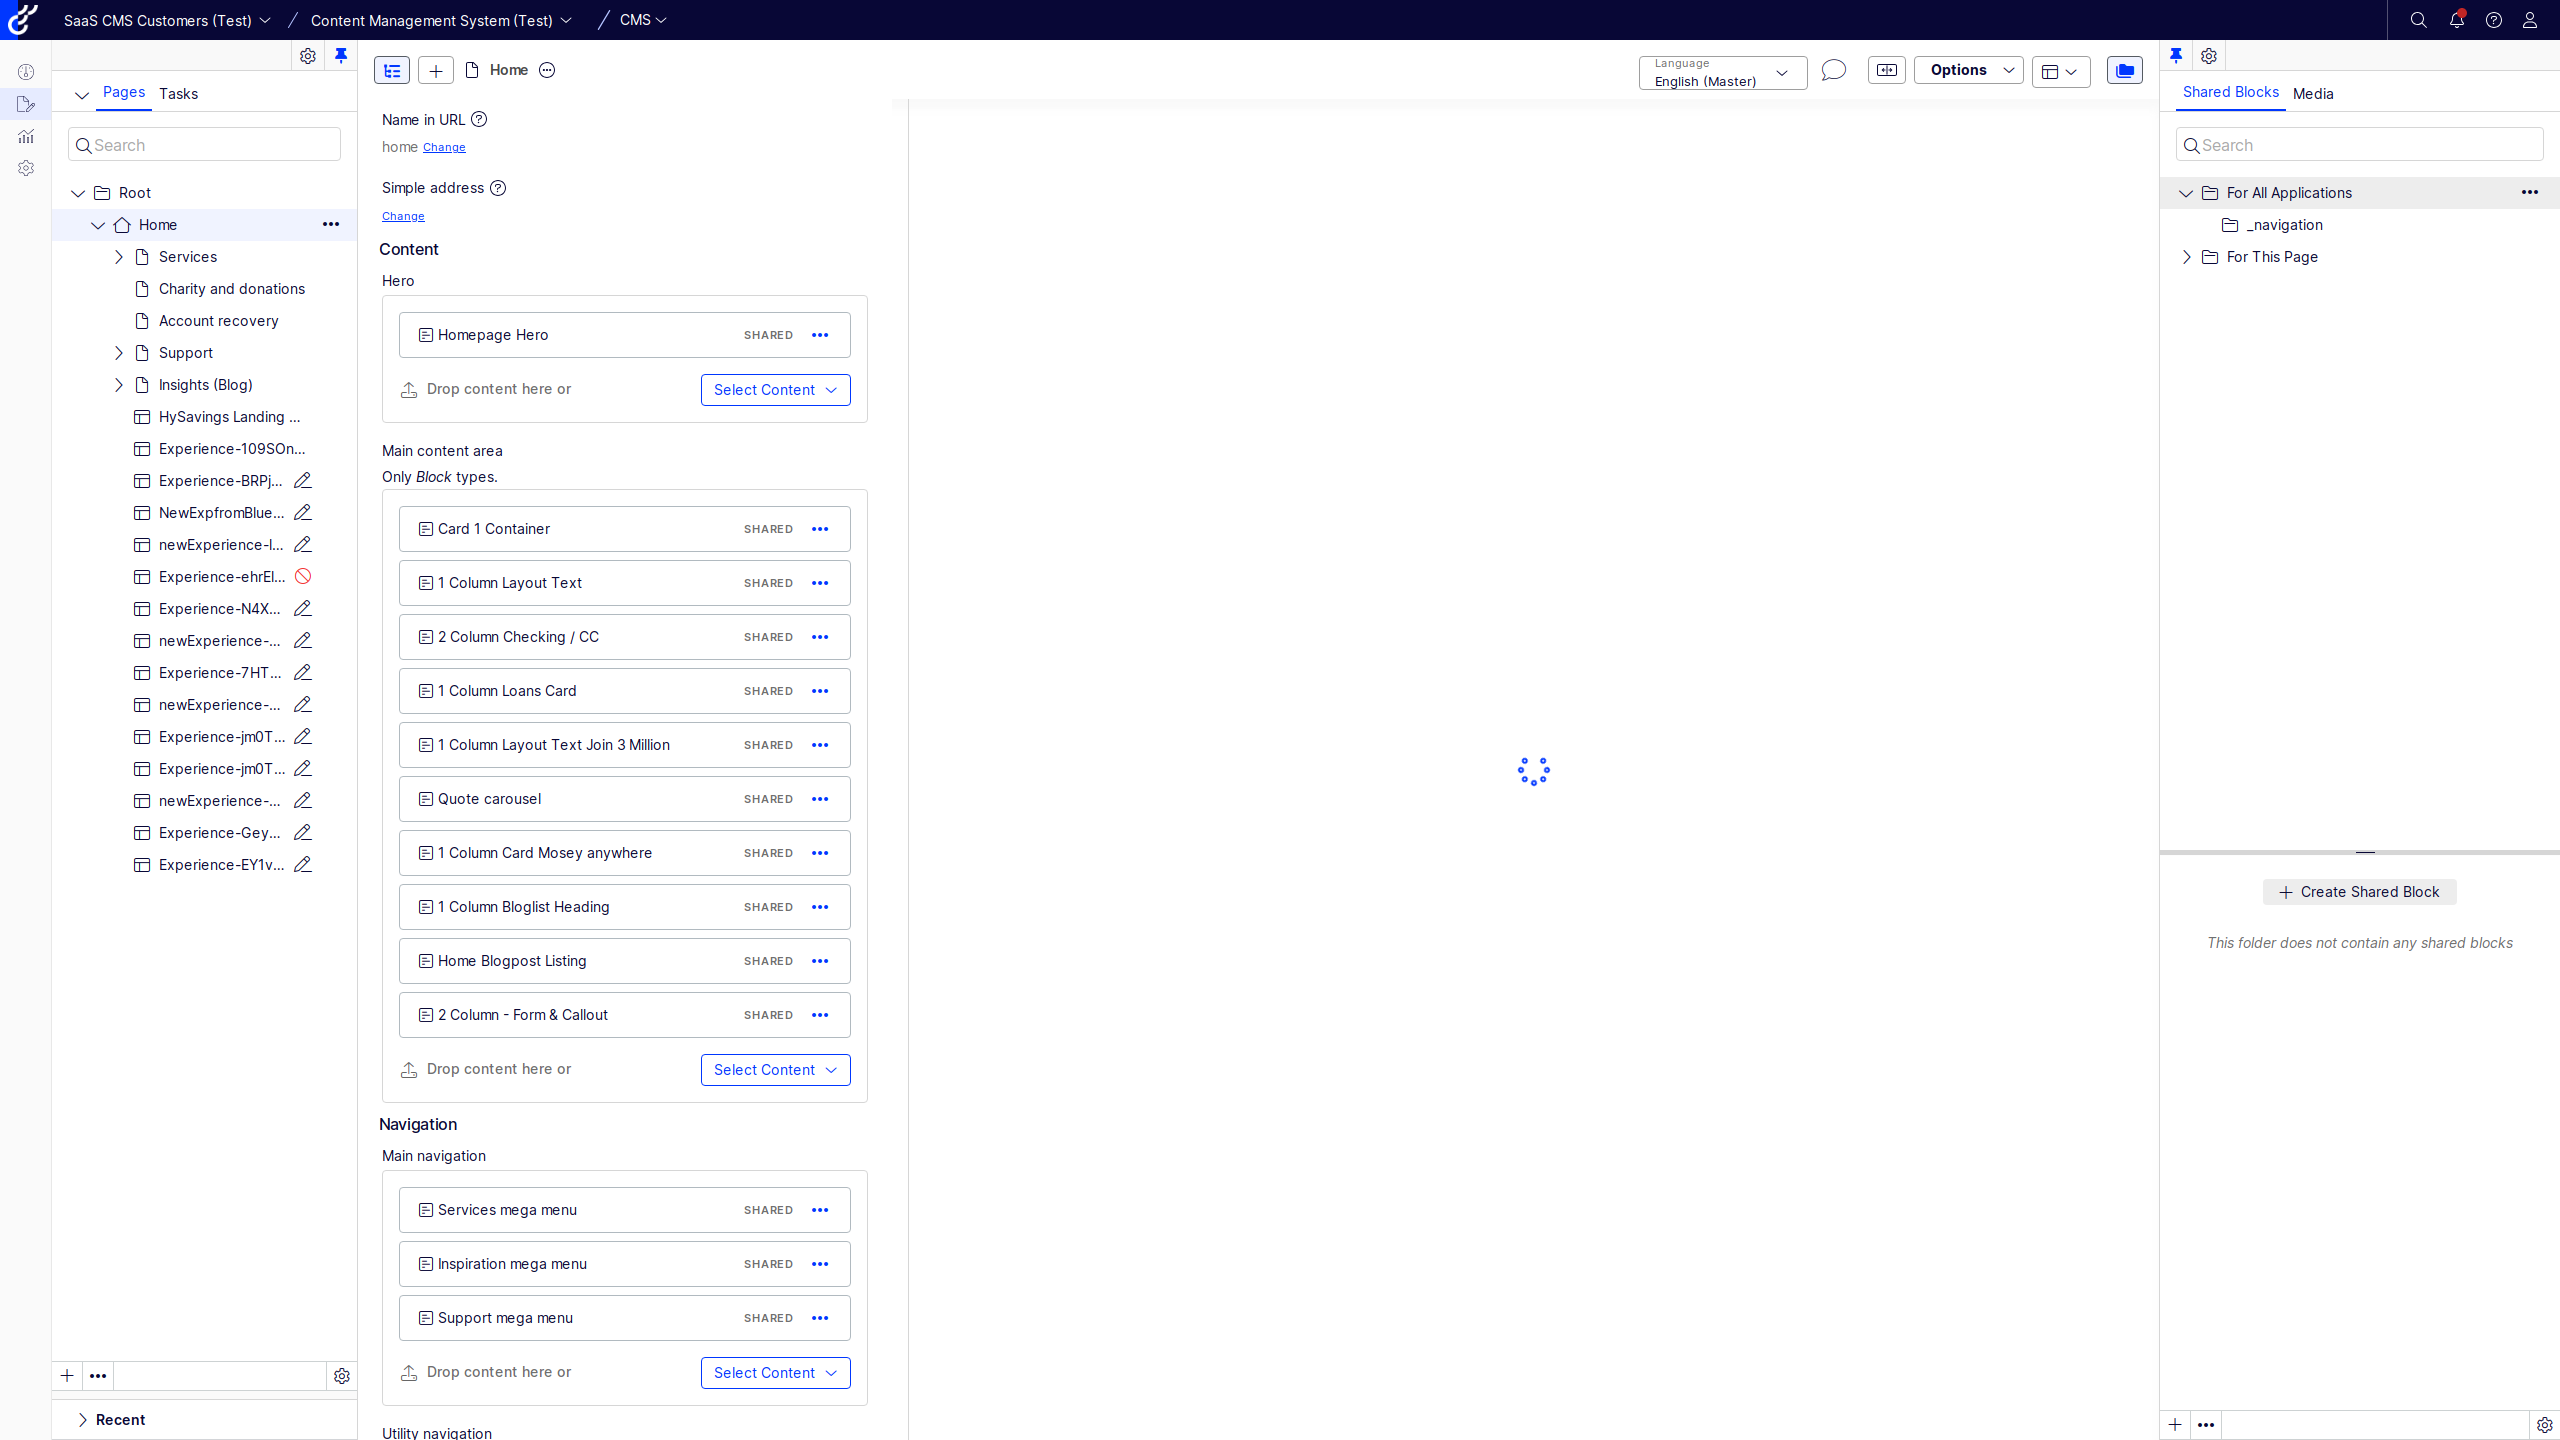 SaaS CMS Customers (Test)
Content Management System (Test)
CMS
Pages
Tasks
Search
Root
Home
Services
Charity and donations
Account recovery
Support
Insights (Blog)
HySavings Landing ...
Experience-109SOn...
Experience-BRPj...
NewExpfromBlue...
newExperience-I...
Experience-ehrEl...
Experience-N4X...
newExperience-...
Experience-7HT...
newExperience-...
Experience-jm0T...
Experience-jm0T...
newExperience-...
Experience-Gey...
Experience-EY1v...
Recent
Home
Language
English (Master)
Options
Name in URL
home Change
Simple address
Change
Content
Hero
Homepage Hero SHARED
Drop content here or Select Content
Main content area
Only Block types.
Card 1 Container SHARED
1 Column Layout Text SHARED
2 Column Checking / CC SHARED
1 Column Loans Card SHARED
1 Column Layout Text Join 3 Million SHARED
Quote carousel SHARED
1 Column Card Mosey anywhere SHARED
1 Column Bloglist Heading SHARED
Home Blogpost Listing SHARED
2 Column - Form & Callout SHARED
Drop content here or Select Content
Navigation
Main navigation
Services mega menu SHARED
Inspiration mega menu SHARED
Support mega menu SHARED
Drop content here or Select Content
Utility navigation
Shared Blocks
Media
Search
For All Applications
_navigation
For This Page
Create Shared Block
This folder does not contain any shared blocks